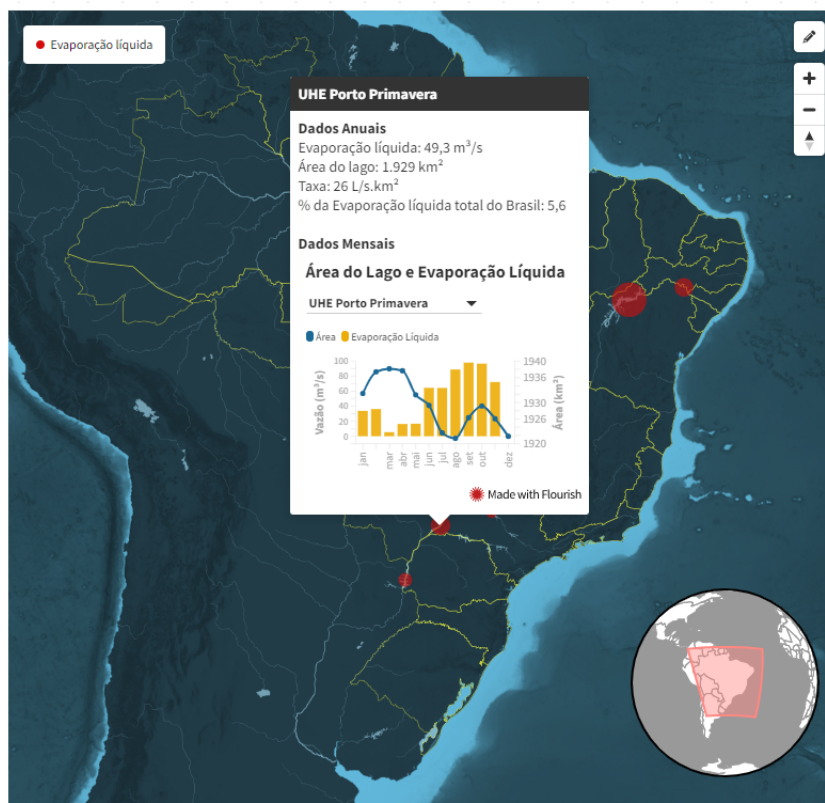 Evaporação líquida
UHE Porto Primavera
Dados Anuais
Evaporação líquida: 49,3 m³/s
Área do lago: 1.929 km²
Taxa: 26 L/s.km²
% da Evaporação líquida total do Brasil: 5,6
Dados Mensais
Área do Lago e Evaporação Líquida
UHE Porto Primavera
Área Evaporação Líquida
Vazão (m³/s)
100
80
60
40
20
0
1940
1936
1930
1926
1920
Área (km²)
jan mar abr mai jun jul ago set out dez
Made with Flourish